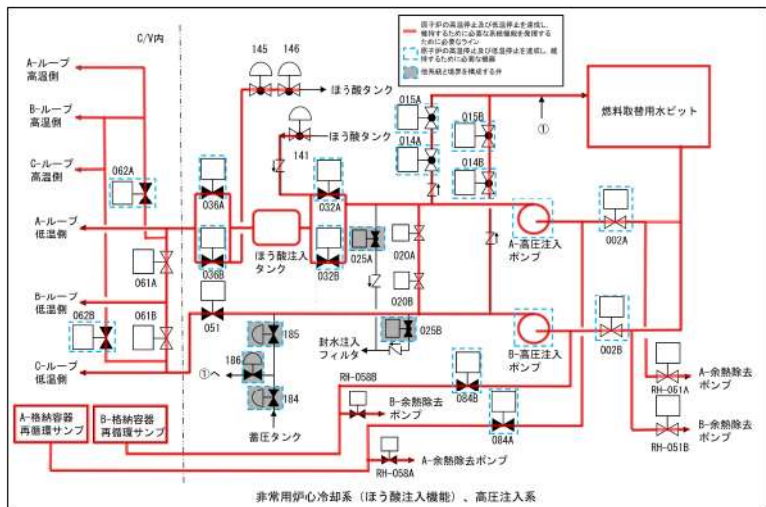 C/V内
原子炉の高温停止及び低温停止を達成し、
維持するために必要な系統機能を発揮する
ために必要なライン
原子炉の高温停止及び低温停止を達成し、維
持するために必要な機器
他系統と境界を構成する弁
A-ループ
高温側
B-ループ
高温側
C-ループ
高温側
A-ループ
低温側
B-ループ
低温側
C-ループ
低温側
145
146
ほう酸タンク
ほう酸タンク
141
015A
015B
014A
014B
①
燃料取替用水ピット
062A
036A
032A
036B
032B
ほう酸注入
タンク
025A
020A
020B
A-高圧注入
ポンプ
002A
061A
061B
062B
051
185
186
184
①へ
封水注入
フィルタ
025B
B-高圧注入
ポンプ
002B
蓄圧タンク
RH-058B
084B
084A
B-余熱除去
ポンプ
RH-061A
A-余熱除去
ポンプ
RH-051B
B-余熱除去
ポンプ
A-格納容器
再循環サンプ
B-格納容器
再循環サンプ
RH-058A
A-余熱除去ポンプ
非常用炉心冷却系（ほう酸注入機能）、高圧注入系